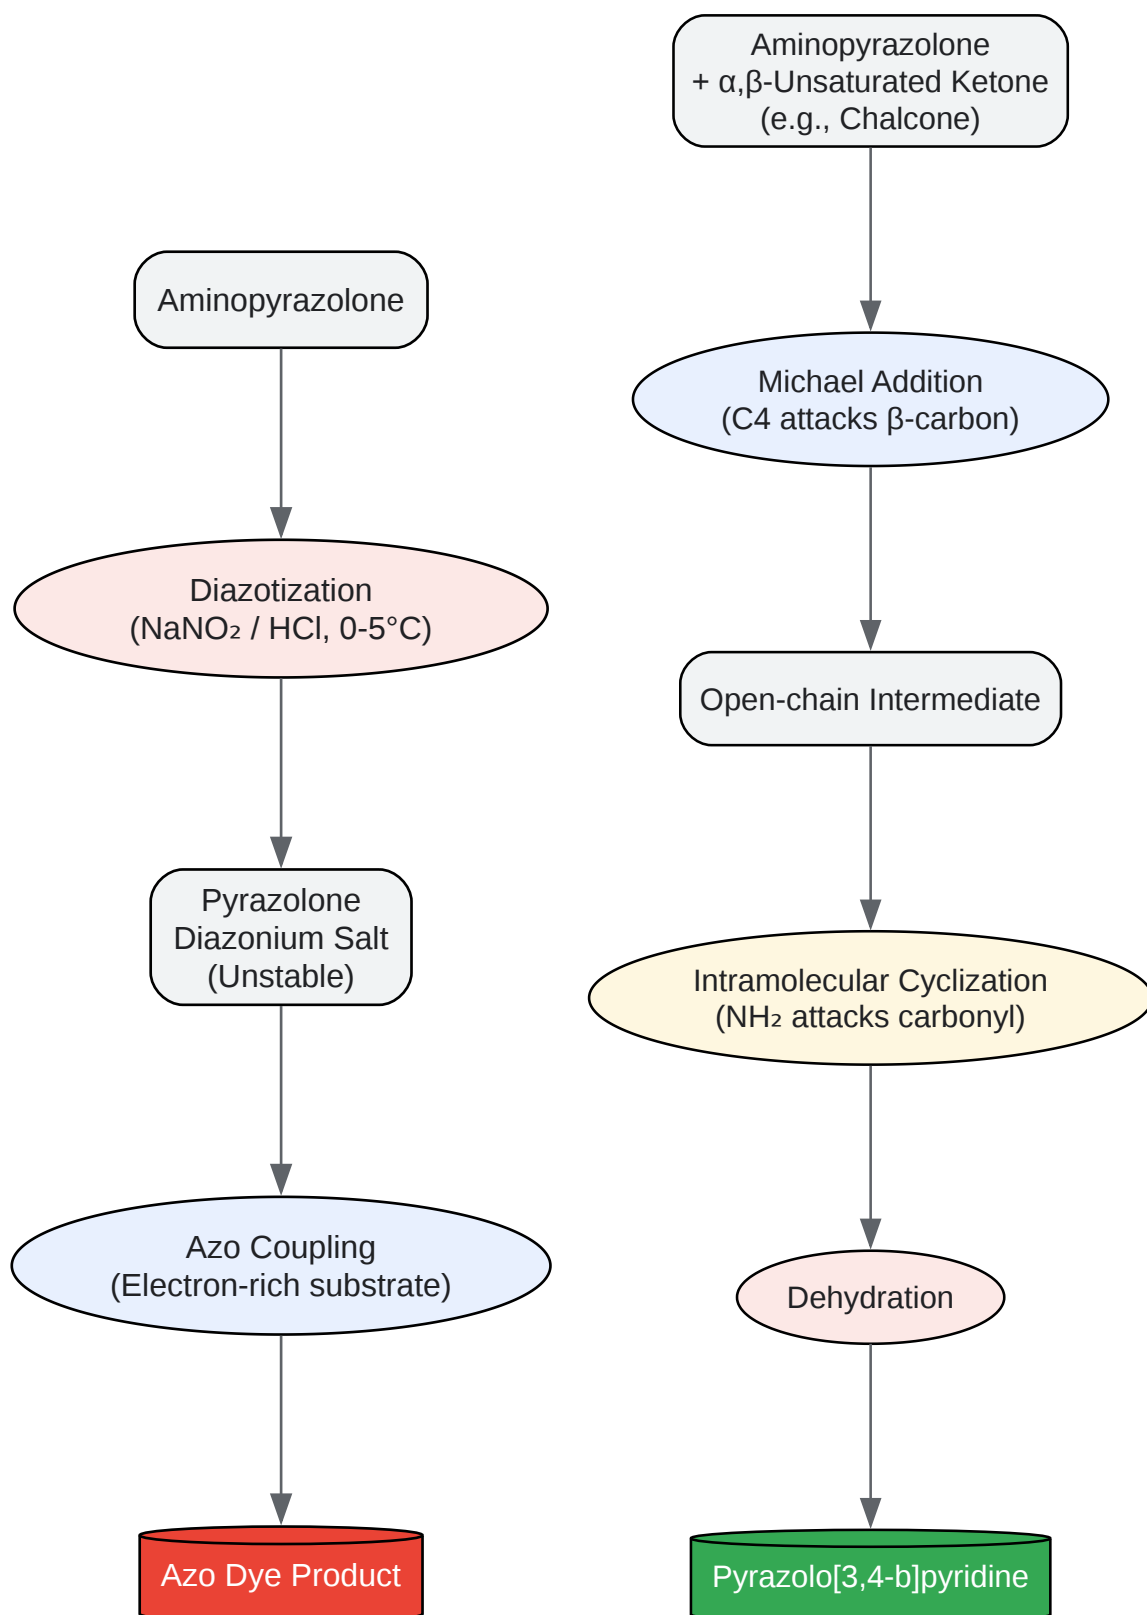 Aminopyrazolone
Diazotization
(NaNO₂ / HCl, 0-5°C)
Pyrazolone
Diazonium Salt
(Unstable)
Azo Coupling
(Electron-rich substrate)
Azo Dye Product
Aminopyrazolone
+ α,β-Unsaturated Ketone
(e.g., Chalcone)
Michael Addition
(C4 attacks β-carbon)
Open-chain Intermediate
Intramolecular Cyclization
(NH₂ attacks carbonyl)
Dehydration
Pyrazolo[3,4-b]pyridine